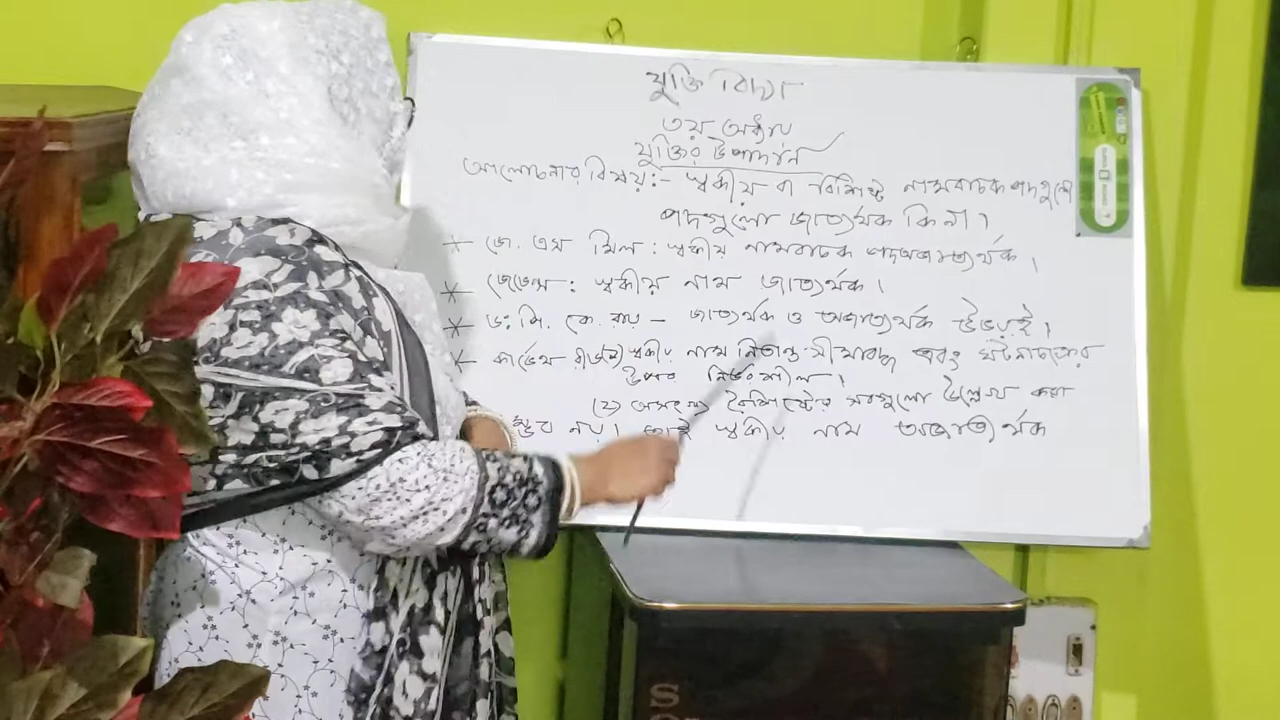 যুক্তি বিদ্যা
৩য় অধ্যায়
যুক্তির উপাদান
আলোচনার বিষয়:- স্বকীয় বা বিশিষ্ট নামবাচক পদগুলো
পদগুলো জাত্যর্থক কি না।
* জে. এস মিল : স্বকীয় নামবাচক পদ অজাত্যর্থক।
* জেভন্স : স্বকীয় নাম জাত্যর্থক।
* ড: পি. কে. রায় – জাত্যর্থক ও অজাত্যর্থক উভয়ই।
* কার্ভেথ রীড স্বকীয় নাম নিতান্ত সীমাবদ্ধ এবং ঘটনাচক্রের
উপর নির্ভরশীল।
(২) অসংখ্য বৈশিষ্টের সবগুলো উল্লেখ করা
সম্ভব নয়। তাই স্বকীয় নাম অজাত্যর্থক